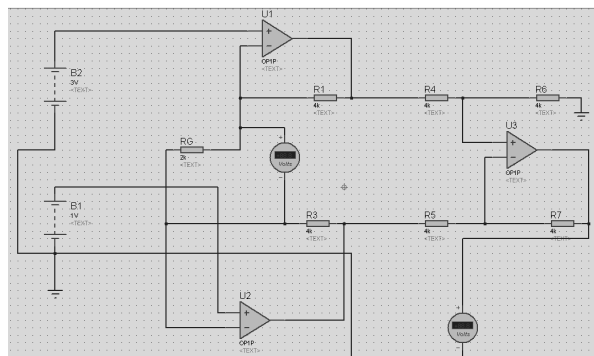 U1
OP1P
<TEXT>
B2
3V
<TEXT>
R1
4k
<TEXT>
R4
4k
<TEXT>
R6
4k
<TEXT>
U3
OP1P
<TEXT>
RG
2k
<TEXT>
+
Volts
-
B1
1V
<TEXT>
R3
4k
<TEXT>
R5
4k
<TEXT>
R7
4k
<TEXT>
U2
OP1P
<TEXT>
+
Volts
-